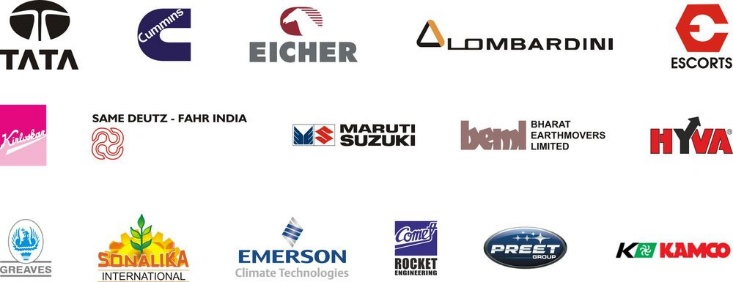 TATA
Cummins
EICHER
LOMBARDINI
ESCORTS
Kirloskar
SAME DEUTZ - FAHR INDIA
MARUTI
SUZUKI
beml
BHARAT
EARTHMOVERS
LIMITED
HYVA®
GREAVES
SONALIKA
INTERNATIONAL
EMERSON
Climate Technologies
Comet
ROCKET
ENGINEERING
PREET
GROUP
K KAMCO